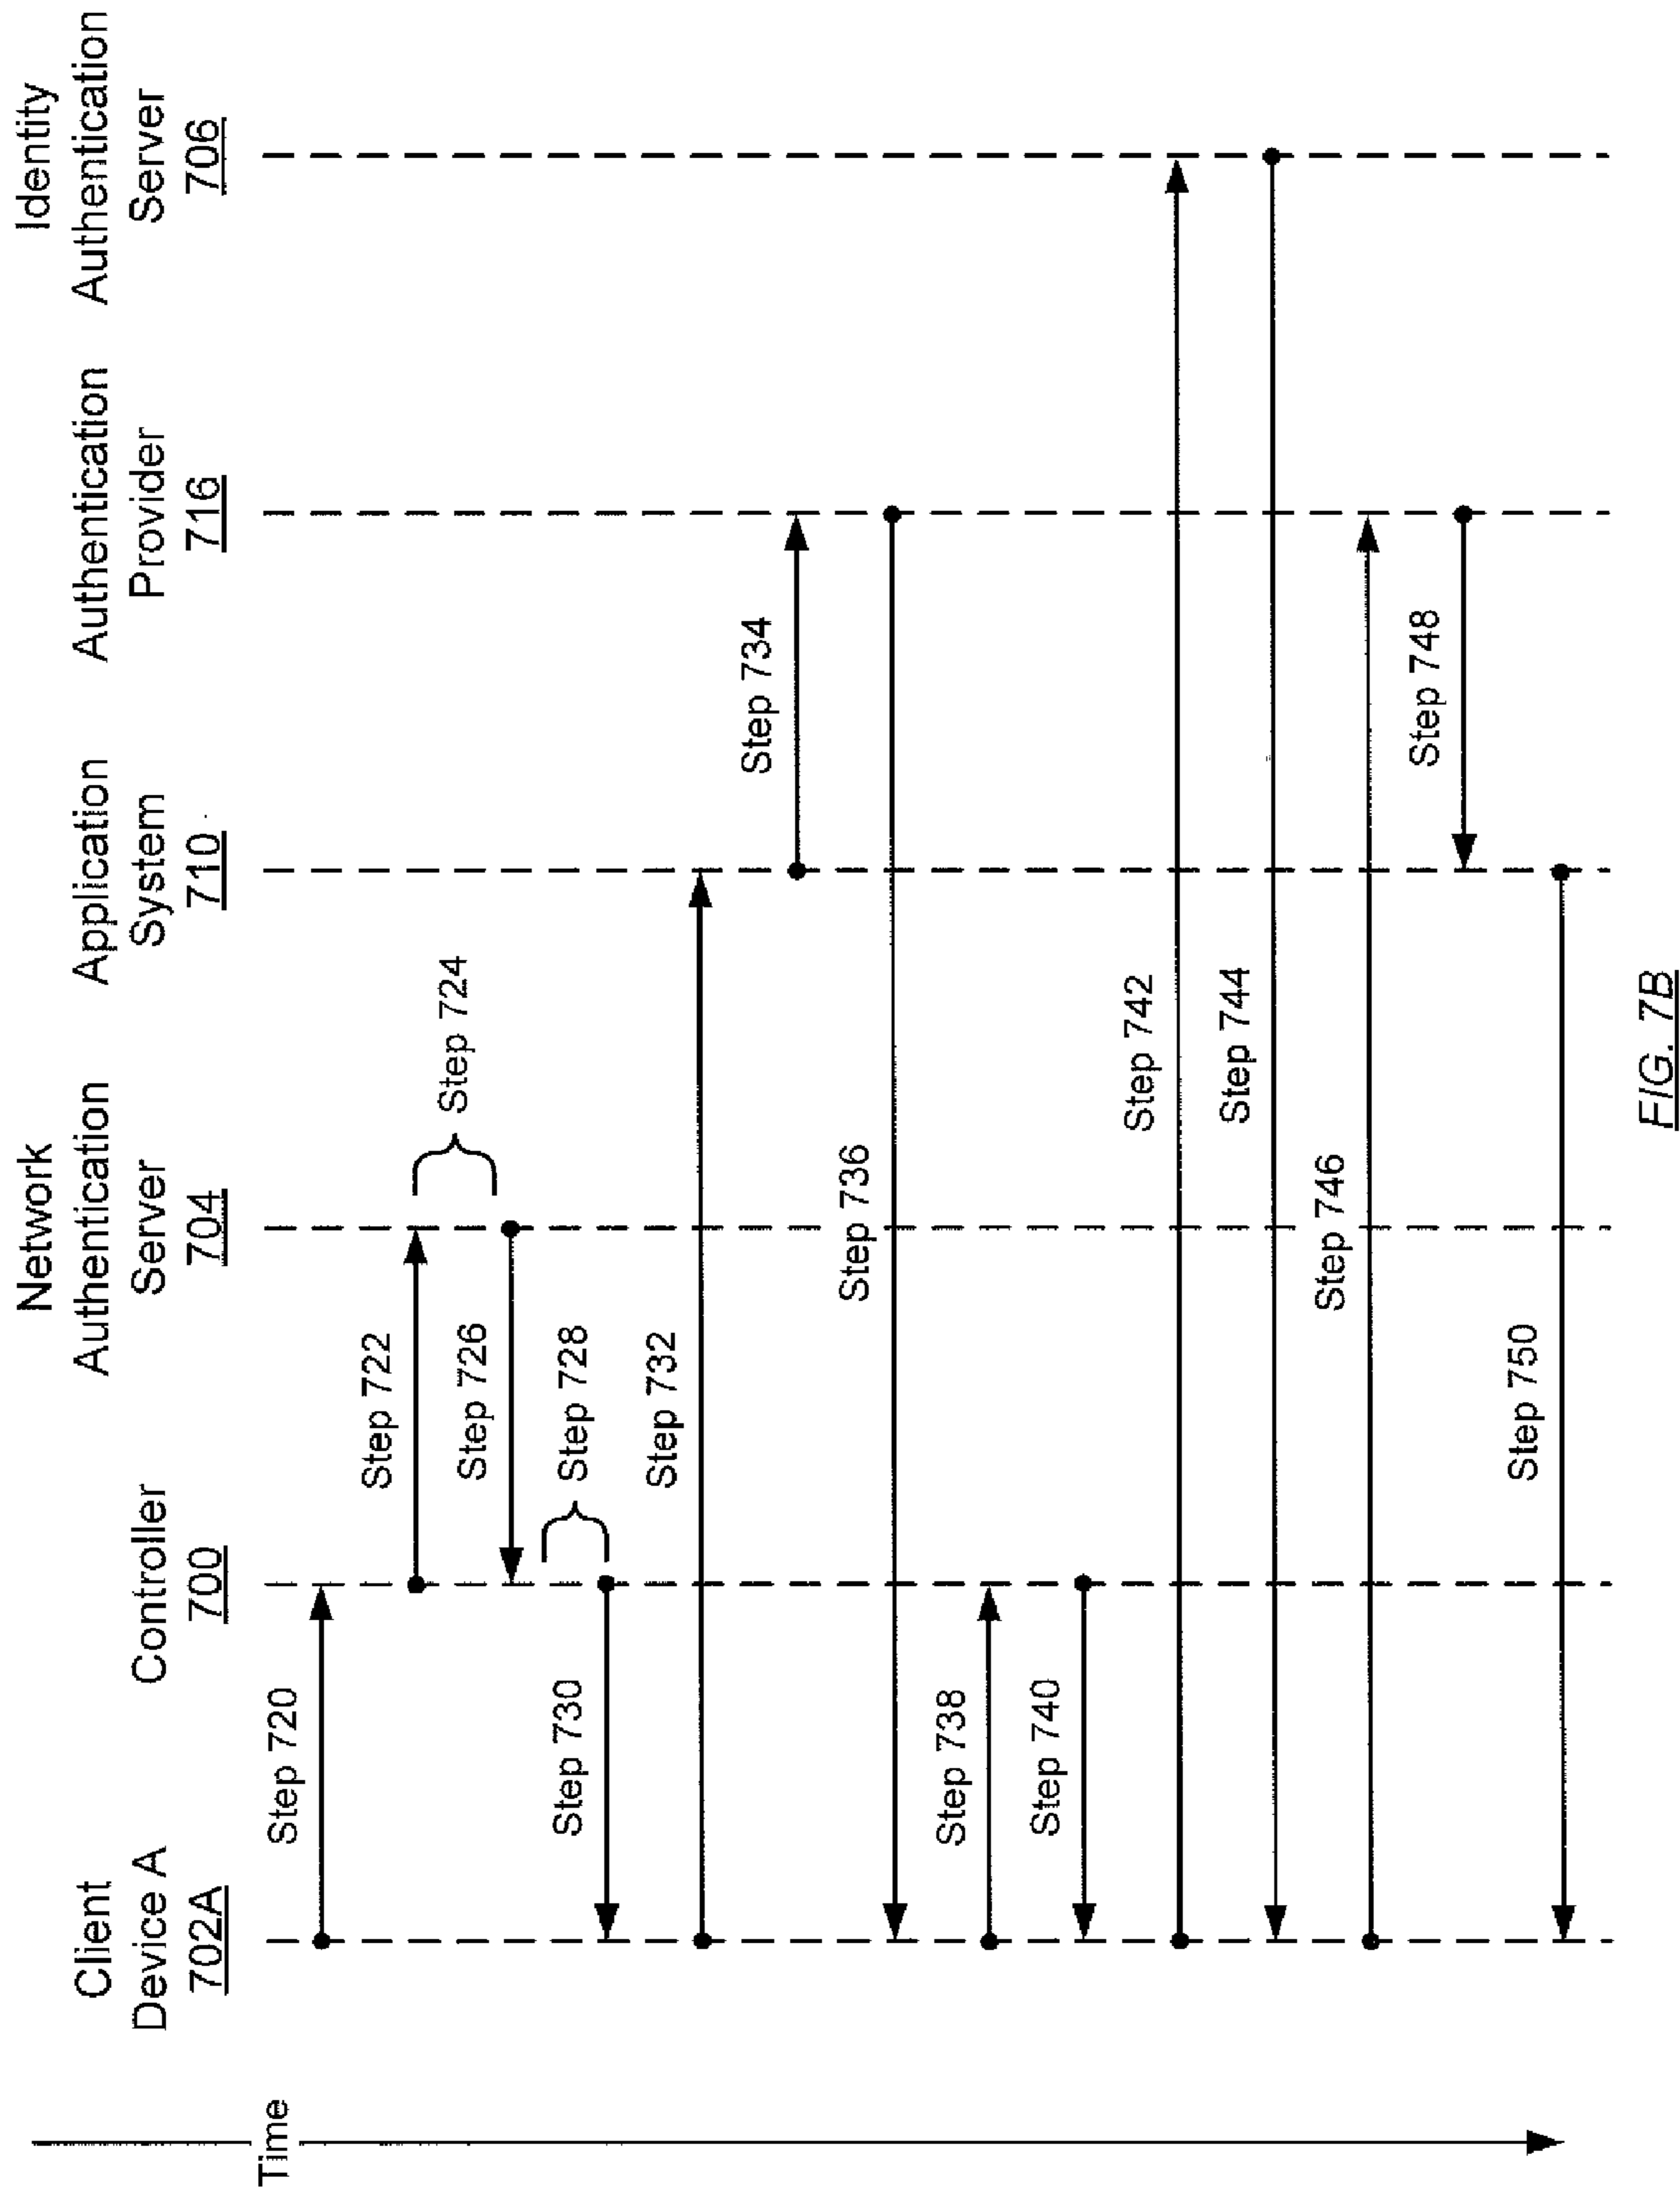 Time
Client
Device A
702A
Controller
700
Network
Authentication
Server
704
Application
System
710
Authentication
Provider
716
Identity
Authentication
Server
706
Step 720
Step 722
Step 724
Step 726
Step 728
Step 730
Step 732
Step 734
Step 736
Step 738
Step 740
Step 742
Step 744
Step 746
Step 748
Step 750
FIG. 7B